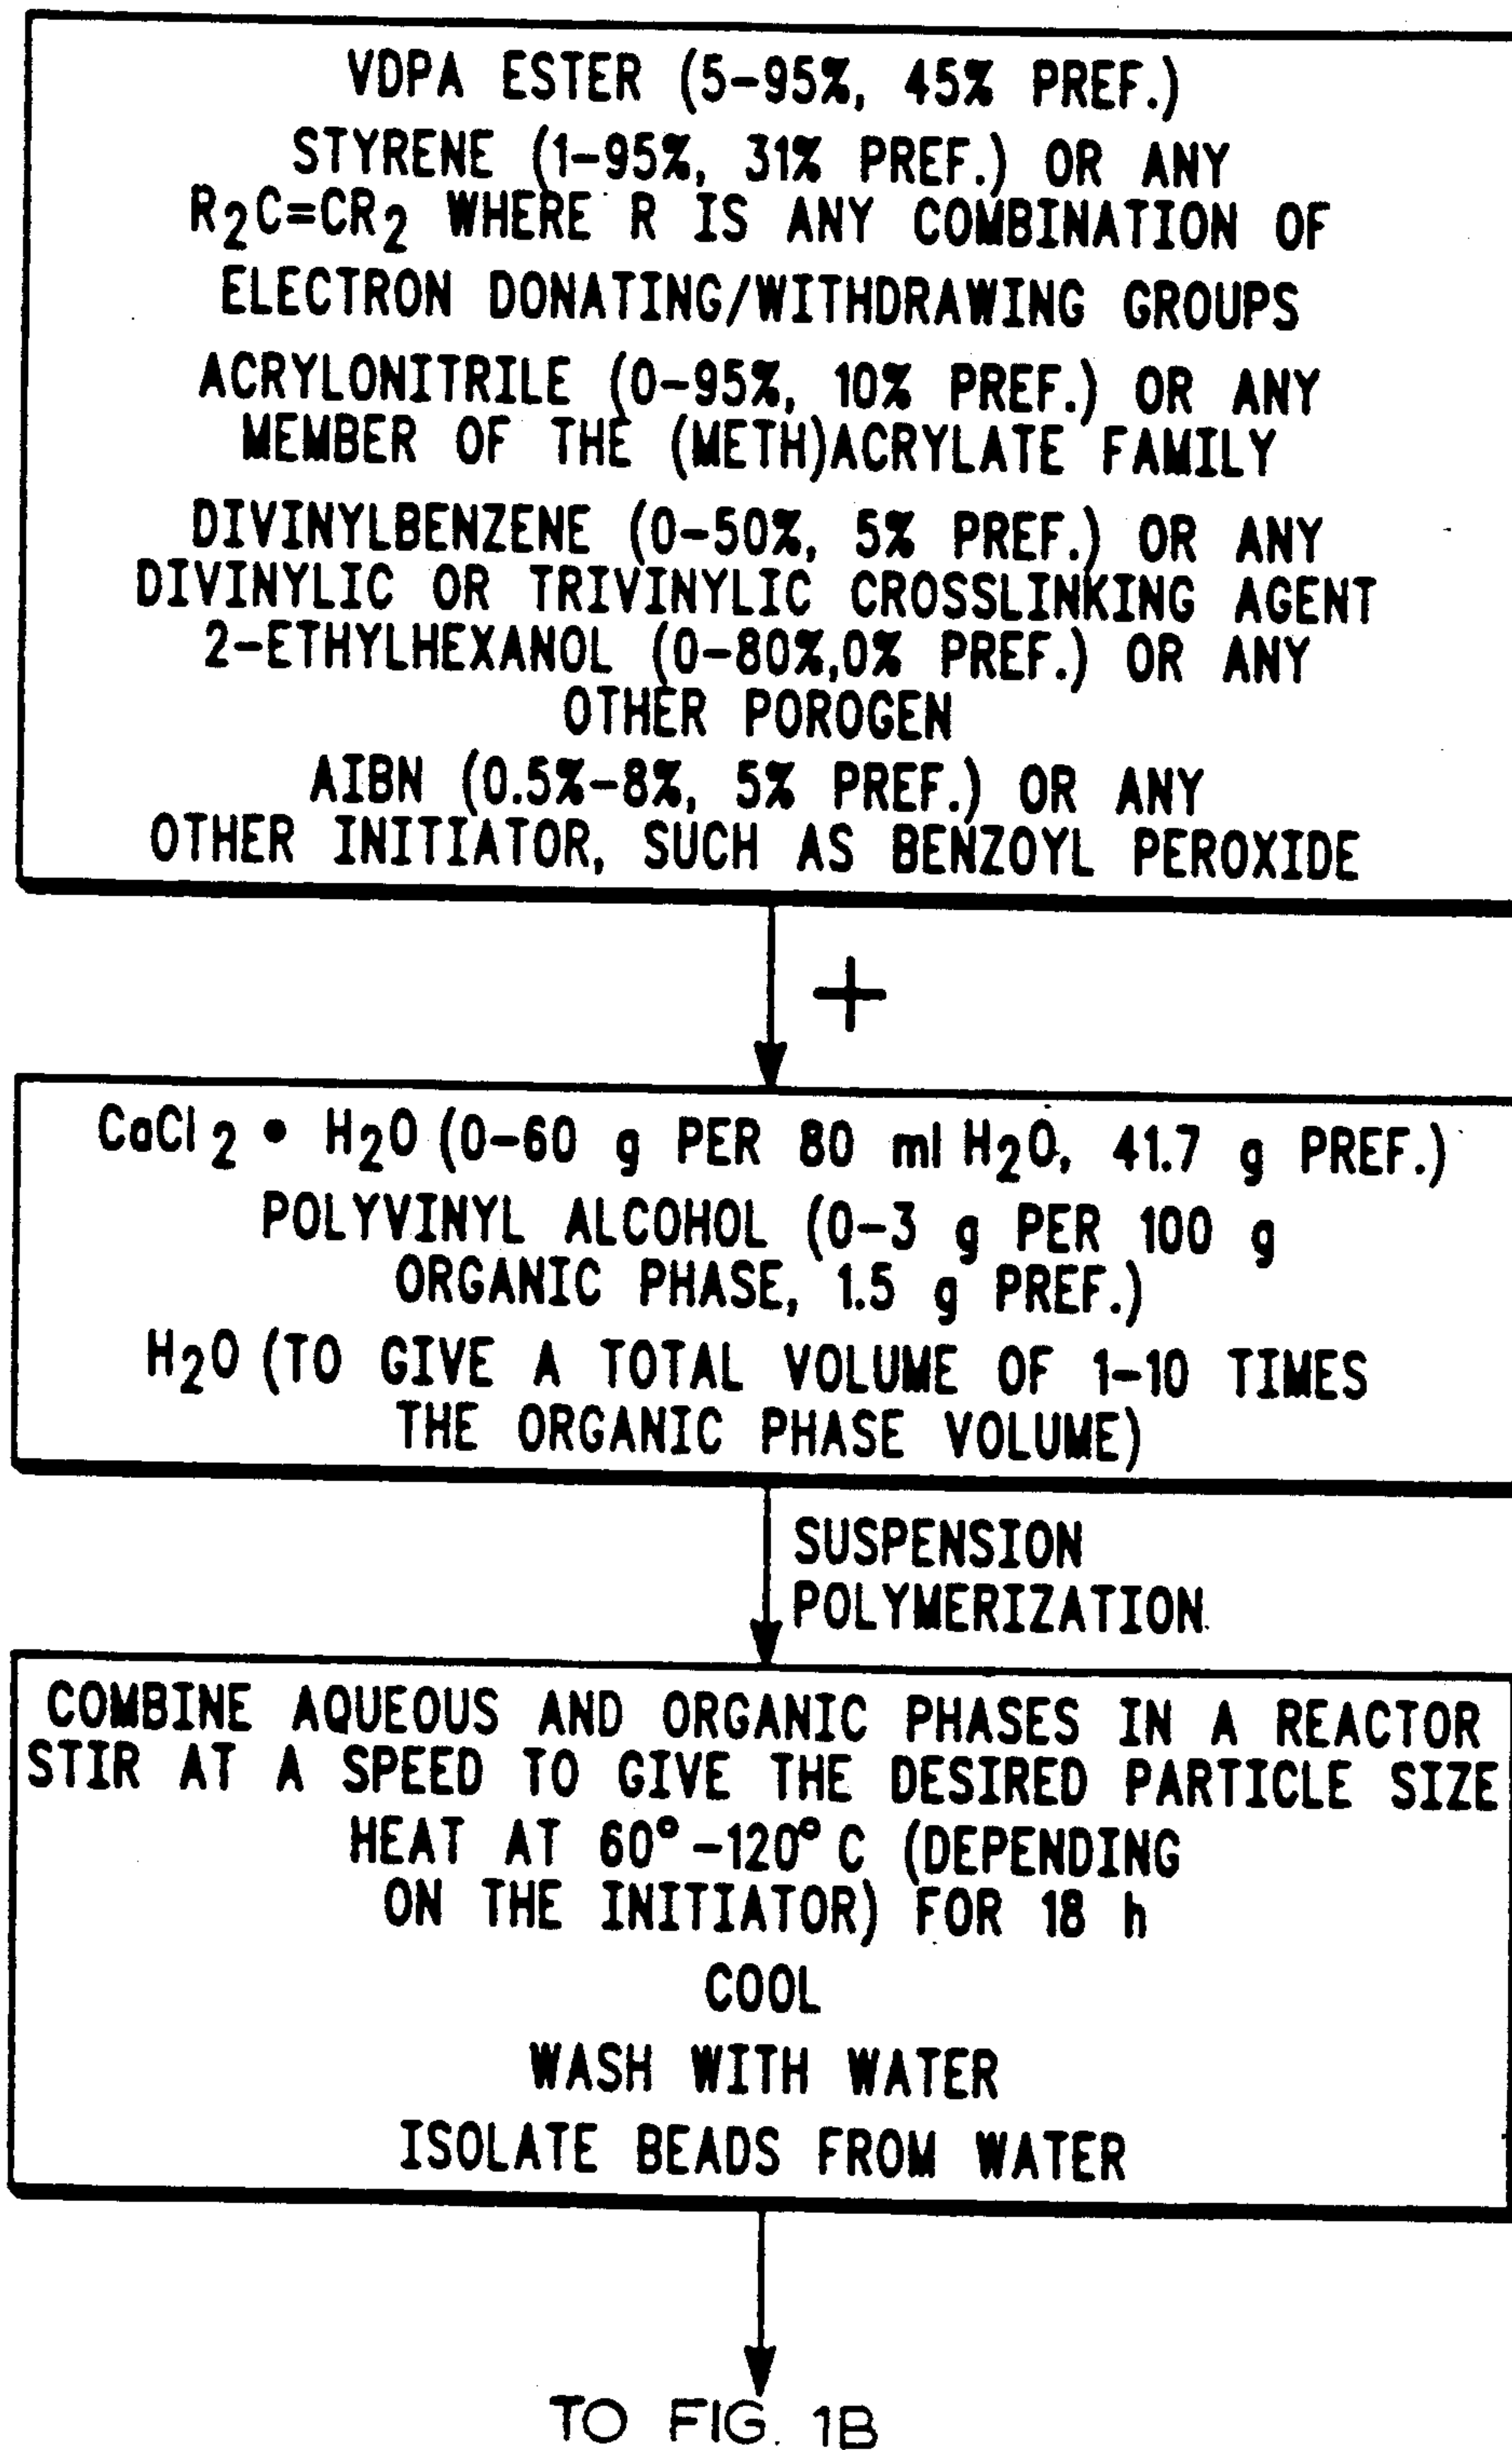 VDPA ESTER (5-95%, 45% PREF.)
STYRENE (1-95%, 31% PREF.) OR ANY
R₂C=CR₂ WHERE R IS ANY COMBINATION OF
ELECTRON DONATING/WITHDRAWING GROUPS
ACRYLONITRILE (0-95%, 10% PREF.) OR ANY
MEMBER OF THE (METH)ACRYLATE FAMILY
DIVINYLBENZENE (0-50%, 5% PREF.) OR ANY
DIVINYLIC OR TRIVINYLIC CROSSLINKING AGENT
2-ETHYLHEXANOL (0-80%,0% PREF.) OR ANY
OTHER POROGEN
AIBN (0.5%-8%, 5% PREF.) OR ANY
OTHER INITIATOR, SUCH AS BENZOYL PEROXIDE
+
CaCl₂ • H₂O (0-60 g PER 80 ml H₂O, 41.7 g PREF.)
POLYVINYL ALCOHOL (0-3 g PER 100 g
ORGANIC PHASE, 1.5 g PREF.)
H₂O (TO GIVE A TOTAL VOLUME OF 1-10 TIMES
THE ORGANIC PHASE VOLUME)
SUSPENSION
POLYMERIZATION
COMBINE AQUEOUS AND ORGANIC PHASES IN A REACTOR
STIR AT A SPEED TO GIVE THE DESIRED PARTICLE SIZE
HEAT AT 60°-120° C (DEPENDING
ON THE INITIATOR) FOR 18 h
COOL
WASH WITH WATER
ISOLATE BEADS FROM WATER
TO FIG. 1B